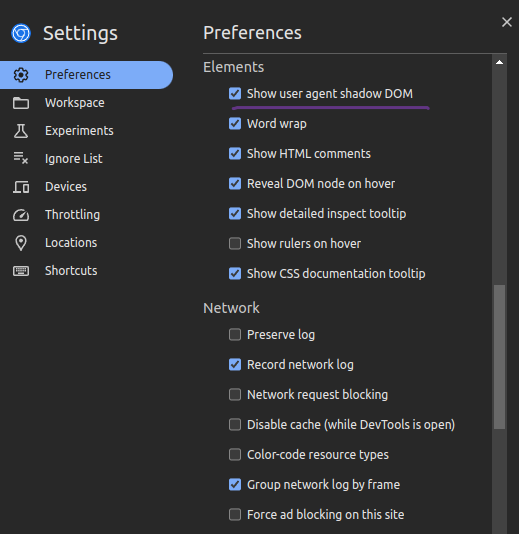 Settings
Preferences
Workspace
Experiments
Ignore List
Devices
Throttling
Locations
Shortcuts
Preferences
Elements
Show user agent shadow DOM
Word wrap
Show HTML comments
Reveal DOM node on hover
Show detailed inspect tooltip
Show rulers on hover
Show CSS documentation tooltip
Network
Preserve log
Record network log
Network request blocking
Disable cache (while DevTools is open)
Color-code resource types
Group network log by frame
Force ad blocking on this site